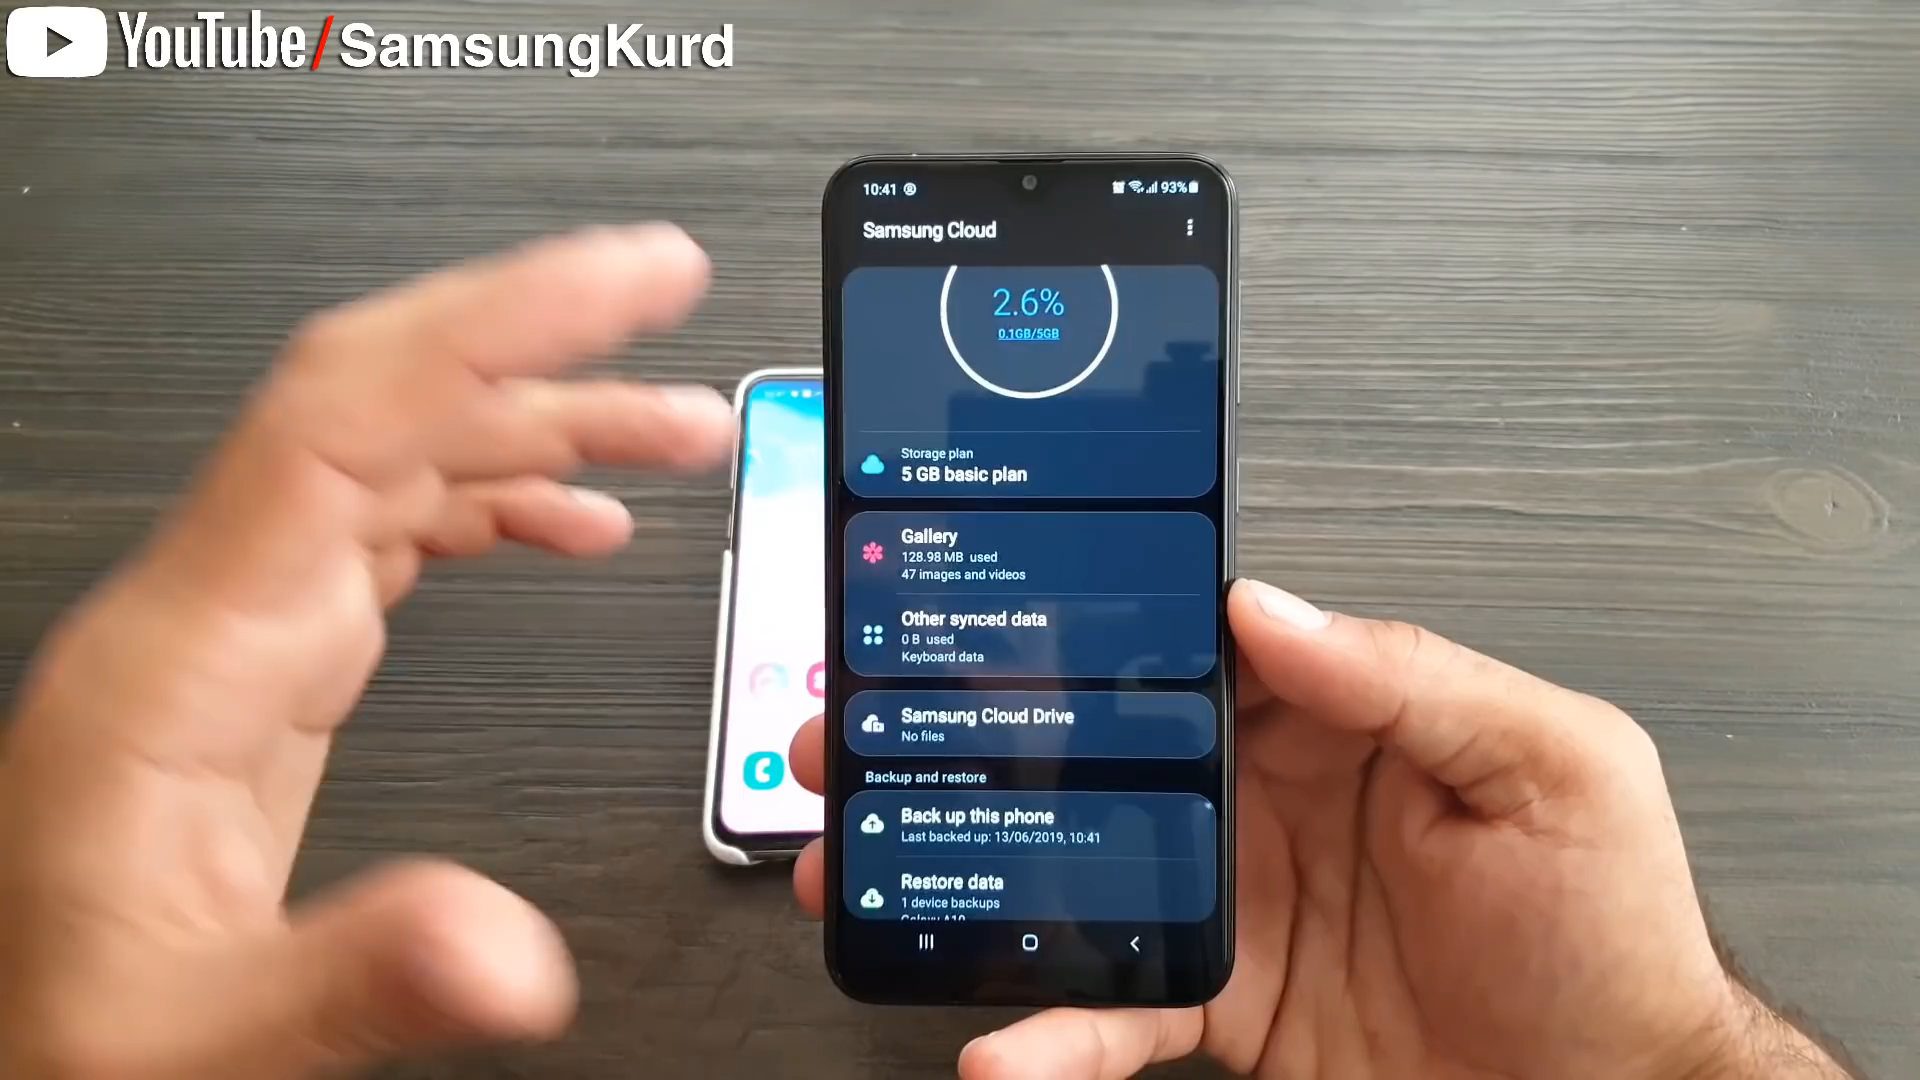 YouTube/SamsungKurd
10:41
93%
Samsung Cloud
2.6%
0.1GB/5GB
Storage plan
5 GB basic plan
Gallery
128.98 MB used
47 images and videos
Other synced data
0 B used
Keyboard data
Samsung Cloud Drive
No files
Backup and restore
Back up this phone
Last backed up: 13/06/2019, 10:41
Restore data
1 device backups
Galaxy A10